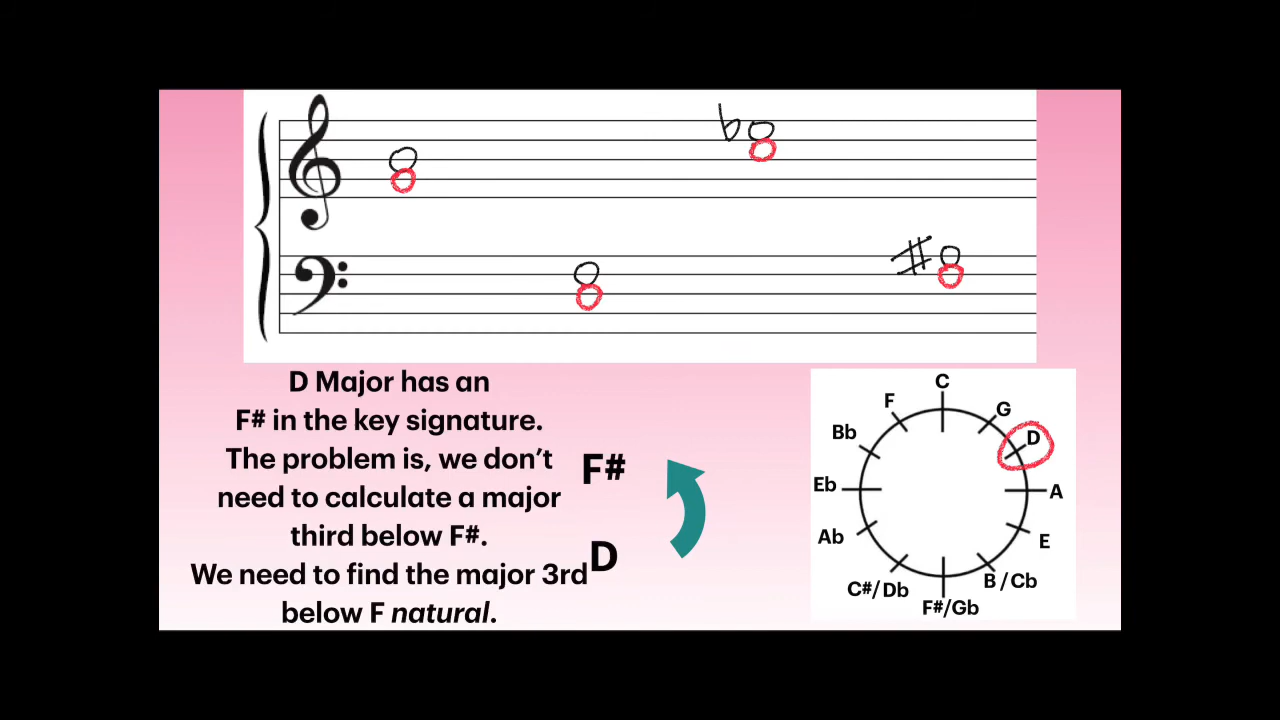 D Major has an
F# in the key signature.
The problem is, we don't
need to calculate a major
third below F#.
We need to find the major 3rd
below F natural.
F#
D
C
G
D
A
E
B / Cb
F#/Gb
C#/Db
Ab
Eb
Bb
F